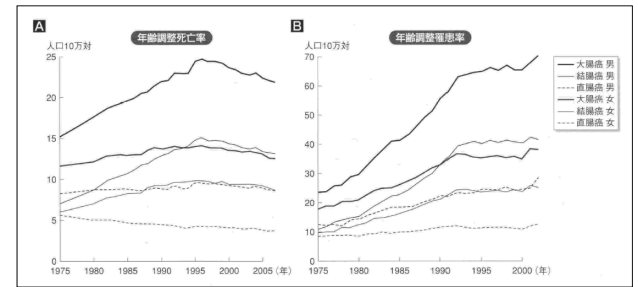 A
年齢調整死亡率
人口10万対
25
20
15
10
5
0
1975 1980 1985 1990 1995 2000 2005 (年)
B
年齢調整罹患率
人口10万対
70
60
50
40
30
20
10
0
1975 1980 1985 1990 1995 2000 (年)
大腸癌 男
結腸癌 男
直腸癌 男
大腸癌 女
結腸癌 女
直腸癌 女